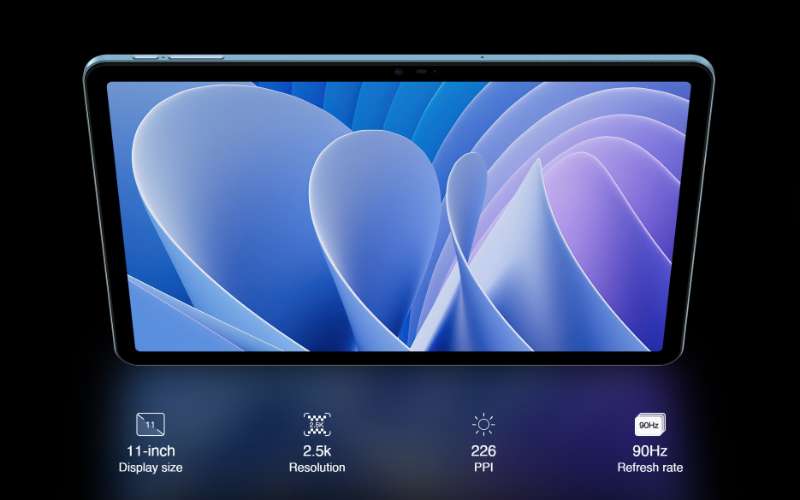 11
2.5K
90Hz
11-inch
2.5k
226
90Hz
Display size
Resolution
PPI
Refresh rate